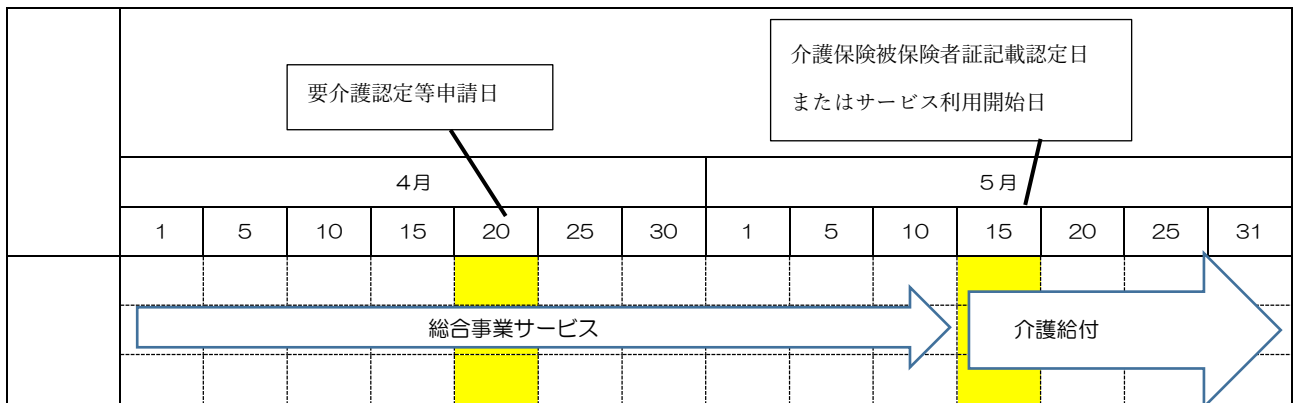 要介護認定等申請日
介護保険被保険者証記載認定日
またはサービス利用開始日
4月 5月
1 5 10 15 20 25 30 1 5 10 15 20 25 31
総合事業サービス 介護給付